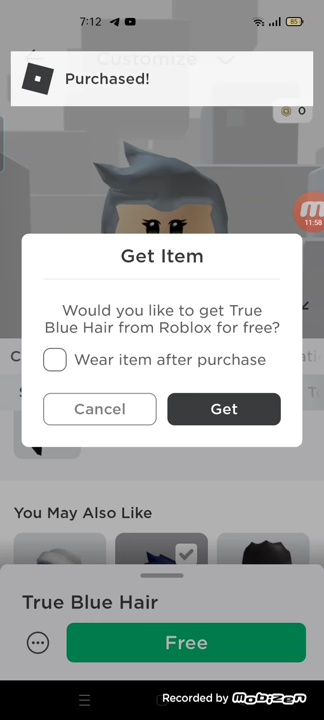 7:12
85
Customize
Purchased!
0
11:58
Get Item
Would you like to get True
Blue Hair from Roblox for free?
Wear item after purchase
Cancel
Get
You May Also Like
True Blue Hair
Free
Recorded by mobizen